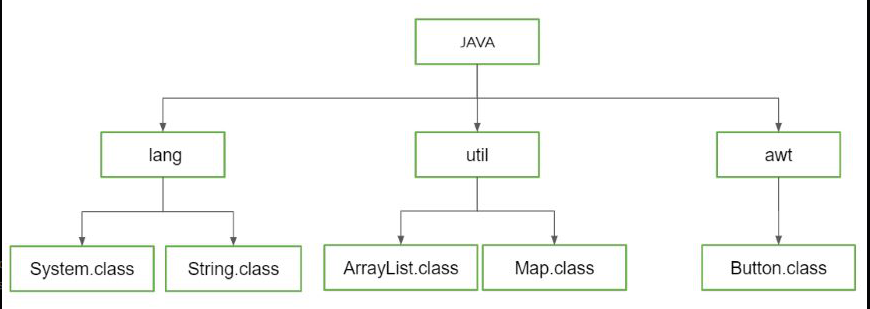 JAVA
lang
util
awt
System.class
String.class
ArrayList.class
Map.class
Button.class